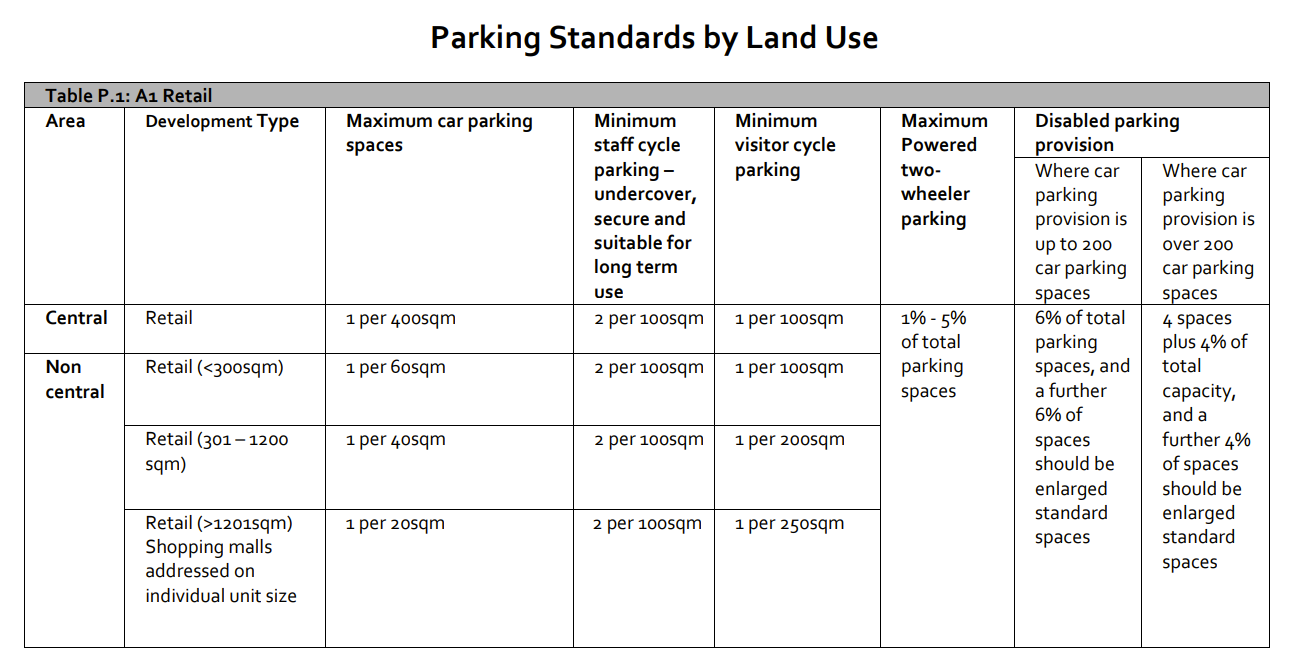 Parking Standards by Land Use
Table P.1: A1 Retail
Area
Development Type
Maximum car parking
spaces
Minimum
staff cycle
parking –
undercover,
secure and
suitable for
long term
use
Minimum
visitor cycle
parking
Maximum
Powered
two-
wheeler
parking
Disabled parking
provision
Where car
parking
provision is
up to 200
car parking
spaces
Where car
parking
provision is
over 200
car parking
spaces
Central
Retail
1 per 400sqm
2 per 100sqm
1 per 100sqm
1% - 5%
of total
parking
spaces
6% of total
parking
spaces, and
a further
6% of
spaces
should be
enlarged
standard
spaces
4 spaces
plus 4% of
total
capacity,
and a
further 4%
of spaces
should be
enlarged
standard
spaces
Non
central
Retail (<300sqm)
1 per 60sqm
2 per 100sqm
1 per 100sqm
Retail (301 – 1200
sqm)
1 per 40sqm
2 per 100sqm
1 per 200sqm
Retail (>1201sqm)
Shopping malls
addressed on
individual unit size
1 per 20sqm
2 per 100sqm
1 per 250sqm